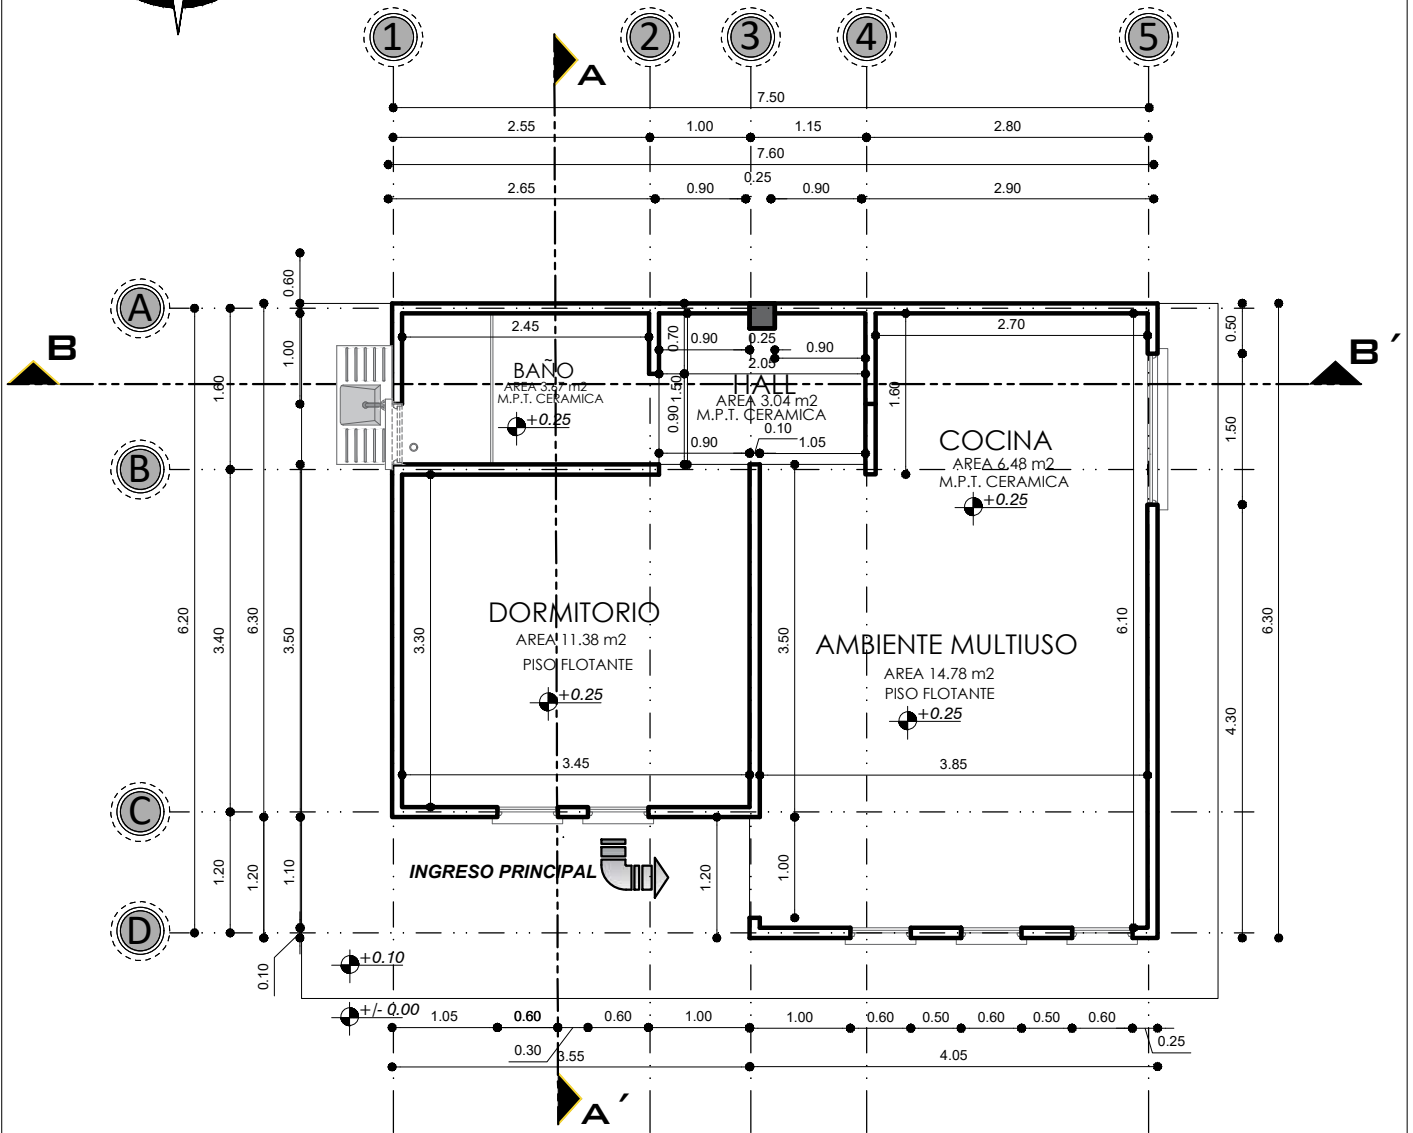 1 2 3 4 5
A
7.50
2.55 1.00 1.15 2.80
7.60
0.25
2.65 0.90 0.90 2.90
0.60
A
0.50
B
B ´
1.00
1.60
2.45
0.70
0.90 0.25
0.90
2.70
2.05
1.50
0.90
1.60
BAÑO
AREA 3.67 m2
M.P.T. CERAMICA
+0.25
HALL
AREA 3.04 m2
M.P.T. CERAMICA
0.10
0.90 1.05
COCINA
AREA 6.48 m2
M.P.T. CERAMICA
+0.25
1.50
B
6.20
3.40
6.30
3.50
3.30
DORMITORIO
AREA 11.38 m2
PISO FLOTANTE
+0.25
3.50
AMBIENTE MULTIUSO
AREA 14.78 m2
PISO FLOTANTE
+0.25
6.10
6.30
4.30
3.45 3.85
C
1.20
1.20
1.10
INGRESO PRINCIPAL
1.20
1.00
D
0.10
+0.10
+/- 0.00
1.05 0.60 0.60 1.00 1.00 0.60 0.50 0.60 0.50 0.60
0.30
0.25
3.55 4.05
A ´